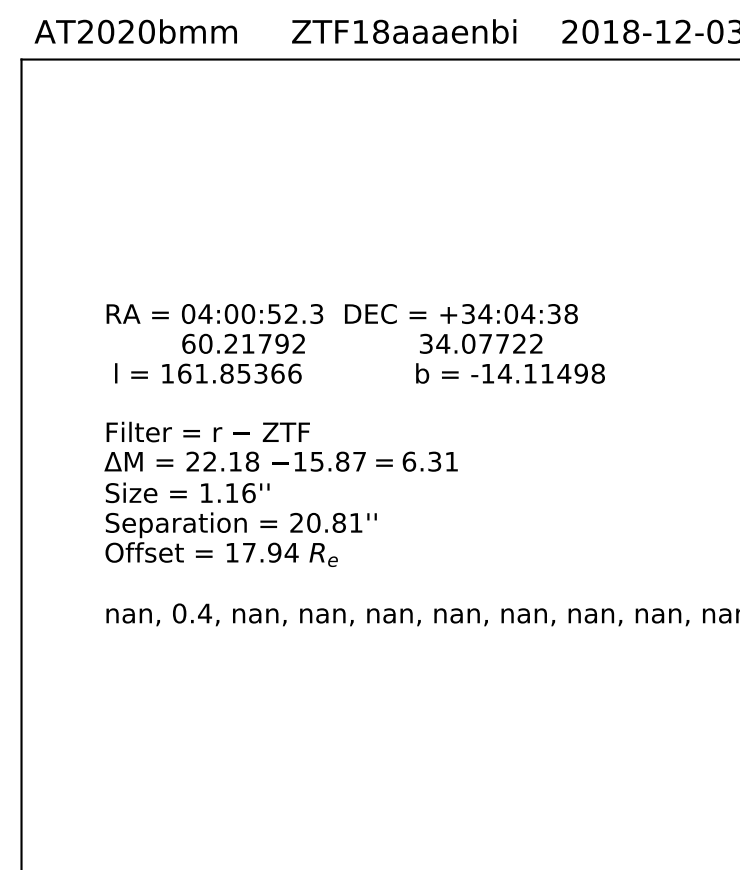 AT2020bmm ZTF18aaaenbi 2018-12-03
RA = 04:00:52.3 DEC = +34:04:38
60.21792 34.07722
l = 161.85366 b = -14.11498
Filter = r − ZTF
ΔM = 22.18 −15.87 = 6.31
Size = 1.16''
Separation = 20.81''
Offset = 17.94 Re
nan, 0.4, nan, nan, nan, nan, nan, nan, nan,